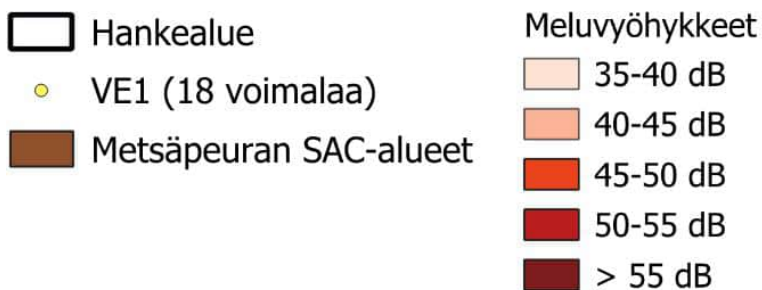 Hankealue
VE1 (18 voimalaa)
Metsäpeuran SAC-alueet
Meluvyöhykkeet
35-40 dB
40-45 dB
45-50 dB
50-55 dB
> 55 dB